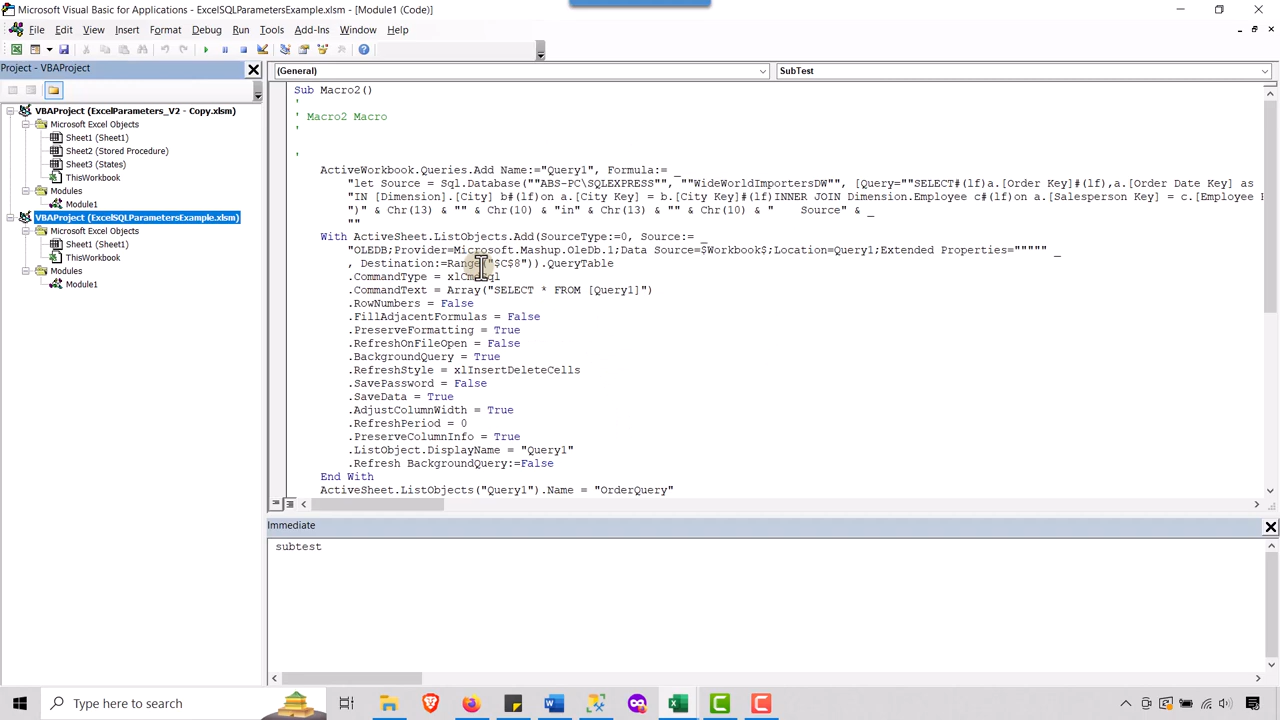 Microsoft Visual Basic for Applications - ExcelSQLParametersExample.xlsm - [Module1 (Code)]
File Edit View Insert Format Debug Run Tools Add-Ins Window Help
Project - VBAProject
(General)
SubTest
VBAProject (ExcelParameters_V2 - Copy.xlsm)
Microsoft Excel Objects
Sheet1 (Sheet1)
Sheet2 (Stored Procedure)
Sheet3 (States)
ThisWorkbook
Modules
Module1
VBAProject (ExcelSQLParametersExample.xlsm)
Microsoft Excel Objects
Sheet1 (Sheet1)
ThisWorkbook
Modules
Module1
Sub Macro2()
'
' Macro2 Macro
'
'
ActiveWorkbook.Queries.Add Name:="Query1", Formula:= _
"let Source = Sql.Database(""ABS-PC\SQLEXPRESS"", ""WideWorldImportersDW"", [Query=""SELECT#(lf)a.[Order Key]#(lf),a.[Order Date Key] as
"IN [Dimension].[City] b#(lf)on a.[City Key] = b.[City Key]#(lf)INNER JOIN Dimension.Employee c#(lf)on a.[Salesperson Key] = c.[Employee
")" & Chr(13) & "" & Chr(10) & "in" & Chr(13) & "" & Chr(10) & "    Source" & _
""
With ActiveSheet.ListObjects.Add(SourceType:=0, Source:= _
"OLEDB;Provider=Microsoft.Mashup.OleDb.1;Data Source=$Workbook$;Location=Query1;Extended Properties=""""" _
, Destination:=Range("$C$8")).QueryTable
.CommandType = xlCmdSql
.CommandText = Array("SELECT * FROM [Query1]")
.RowNumbers = False
.FillAdjacentFormulas = False
.PreserveFormatting = True
.RefreshOnFileOpen = False
.BackgroundQuery = True
.RefreshStyle = xlInsertDeleteCells
.SavePassword = False
.SaveData = True
.AdjustColumnWidth = True
.RefreshPeriod = 0
.PreserveColumnInfo = True
.ListObject.DisplayName = "Query1"
.Refresh BackgroundQuery:=False
End With
ActiveSheet.ListObjects("Query1").Name = "OrderQuery"
Immediate
subtest
Type here to search